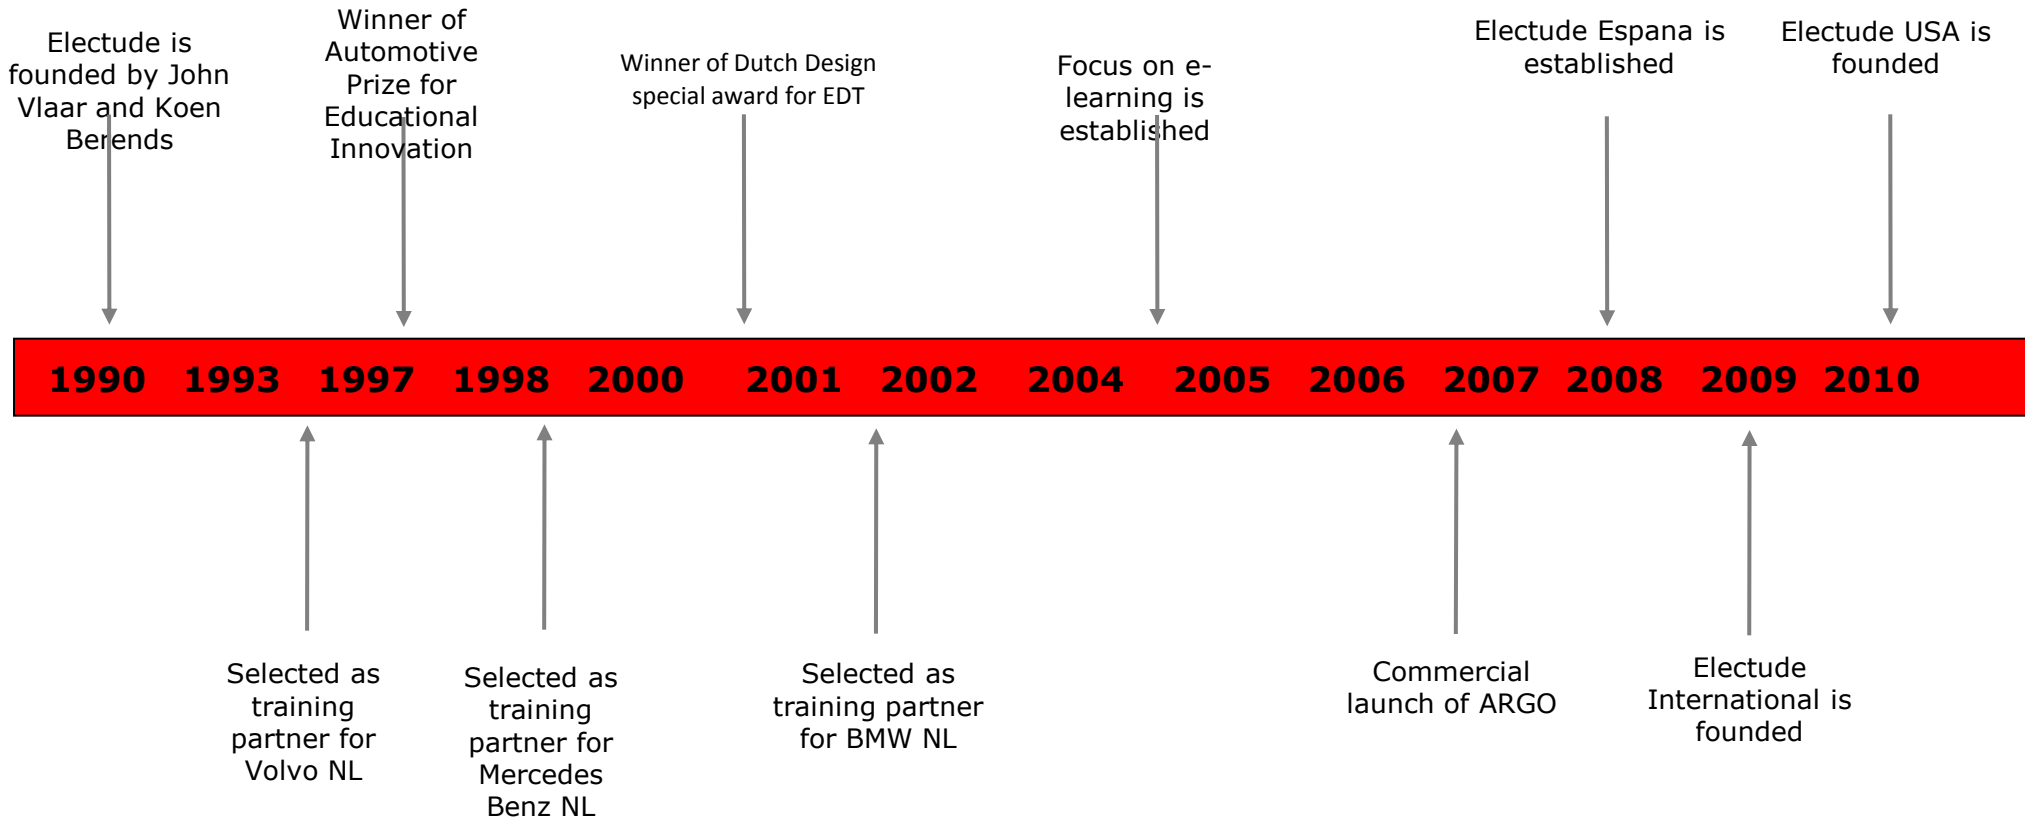 Electude is
founded by John
Vlaar and Koen
Berends
Winner of
Automotive
Prize for
Educational
Innovation
Winner of Dutch Design
special award for EDT
Focus on e-
learning is
established
Electude Espana is
established
Electude USA is
founded
1990 1993 1997 1998 2000 2001 2002 2004 2005 2006 2007 2008 2009 2010
Selected as
training
partner for
Volvo NL
Selected as
training
partner for
Mercedes
Benz NL
Selected as
training partner
for BMW NL
Commercial
launch of ARGO
Electude
International is
founded